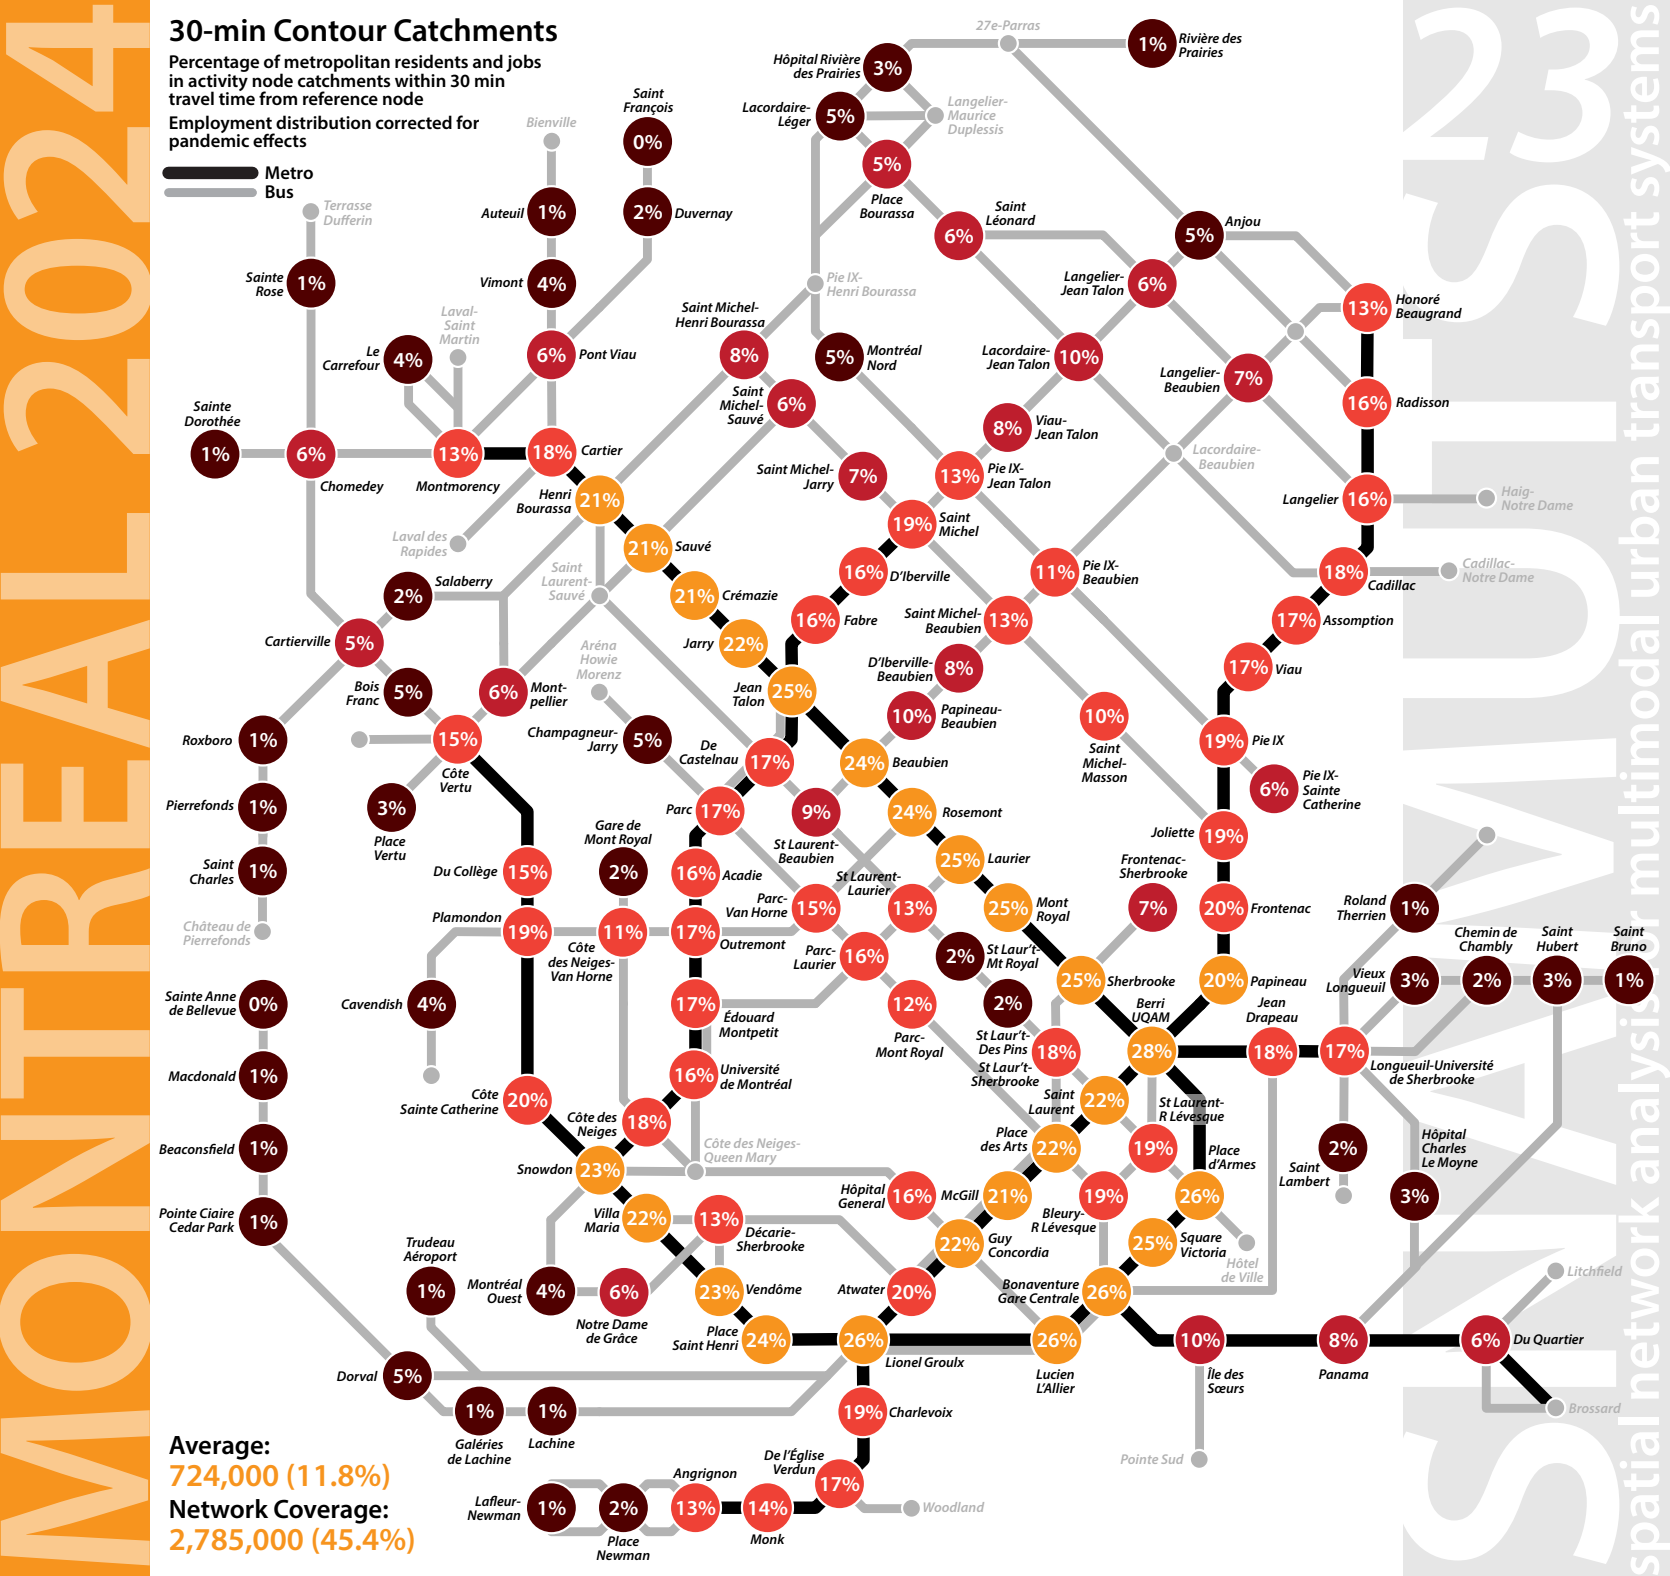 MONTREAL 2024
30-min Contour Catchments
Percentage of metropolitan residents and jobs
in activity node catchments within 30 min
travel time from reference node
Employment distribution corrected for
pandemic effects
Metro
Bus
SNAMUTS 23
spatial network analysis for multimodal urban transport systems
27e-Parras
1%
Rivière des
Prairies
Hôpital Rivière
des Prairies
3%
Lacordaire-
Léger
5%
Langelier-
Maurice
Duplessis
5%
Place
Bourassa
Saint
François
0%
Bienville
Auteuil
1%
2%
Duvernay
Terrasse
Dufferin
Saint
Léonard
6%
Anjou
5%
Sainte
Rose
1%
Vimont
4%
Pie IX-
Henri Bourassa
Langelier-
Jean Talon
6%
13%
Honoré
Beaugrand
Laval-
Saint
Martin
Saint Michel-
Henri Bourassa
8%
Le
Carrefour
4%
6%
Pont Viau
5%
Montréal
Nord
Lacordaire-
Jean Talon
10%
Langelier-
Beaubien
7%
Saint
Michel-
Sauvé
6%
16%
Radisson
Sainte
Dorothée
1%
6%
Chomedey
13%
Montmorency
18%
Cartier
8%
Viau-
Jean Talon
Lacordaire-
Beaubien
Saint Michel-
Jarry
7%
13%
Pie IX-
Jean Talon
Henri
Bourassa
21%
Langelier
16%
Haig-
Notre Dame
Laval des
Rapides
21%
Sauvé
19%
Saint
Michel
Saint
Laurent-
Sauvé
16%
D'Iberville
11%
Pie IX-
Beaubien
18%
Cadillac
Cadillac-
Notre Dame
2%
Salaberry
21%
Crémazie
16%
Fabre
Saint Michel-
Beaubien
13%
17%
Assomption
Cartierville
5%
Jarry
22%
Aréna
Howie
Morenz
D'Iberville-
Beaubien
8%
17%
Viau
Bois
Franc
5%
6%
Mont-
pellier
Jean
Talon
25%
10%
Papineau-
Beaubien
10%
Saint
Michel-
Masson
Roxboro
1%
15%
Côte
Vertu
Champagneur-
Jarry
5%
De
Castelnau
17%
24%
Beaubien
19%
Pie IX
6%
Pie IX-
Sainte
Catherine
Pierrefonds
1%
3%
Place
Vertu
Parc
17%
9%
St Laurent-
Beaubien
24%
Rosemont
Joliette
19%
Gare de
Mont Royal
2%
Saint
Charles
1%
Du Collège
15%
16%
Acadie
25%
Laurier
Frontenac-
Sherbrooke
7%
St Laurent-
Laurier
13%
Parc-
Van Horne
15%
25%
Mont
Royal
20%
Frontenac
Roland
Therrien
1%
Château de
Pierrefonds
Plamondon
19%
11%
Côte
des Neiges-
Van Horne
17%
Outremont
Parc-
Laurier
16%
2%
St Laur't-
Mt Royal
Chemin de
Chambly
2%
Saint
Hubert
3%
Saint
Bruno
1%
Vieux
Longueuil
3%
25%
Sherbrooke
20%
Papineau
Sainte Anne
de Bellevue
0%
Cavendish
4%
17%
Édouard
Montpetit
12%
Parc-
Mont Royal
2%
St Laur't-
Des Pins
Berri
UQAM
28%
Jean
Drapeau
18%
17%
Longueuil-Université
de Sherbrooke
18%
St Laur't-
Sherbrooke
Macdonald
1%
16%
Université
de Montréal
Côte
Sainte Catherine
20%
Côte des
Neiges
18%
Saint
Laurent
22%
St Laurent-
R Lévesque
19%
Beaconsfield
1%
Côte des Neiges-
Queen Mary
Place
des Arts
22%
Place
d'Armes
26%
2%
Saint
Lambert
Hôpital
Charles
Le Moyne
3%
Snowdon
23%
Hôpital
General
16%
McGill
21%
19%
Bleury-
R Lévesque
Pointe Claire
Cedar Park
1%
Villa
Maria
22%
13%
Décarie-
Sherbrooke
22%
Guy
Concordia
25%
Square
Victoria
Hôtel
de Ville
Trudeau
Aéroport
1%
Montréal
Ouest
4%
6%
Notre Dame
de Grâce
23%
Vendôme
Atwater
20%
Bonaventure
Gare Centrale
26%
Litchfield
Place
Saint Henri
24%
26%
Lionel Groulx
26%
Lucien
L'Allier
10%
Île des
Sœurs
8%
Panama
6%
Du Quartier
Dorval
5%
1%
Galéries
de Lachine
1%
Lachine
19%
Charlevoix
Brossard
Pointe Sud
De l'Église
Verdun
17%
Woodland
Lafleur-
Newman
1%
2%
Place
Newman
Angrignon
13%
14%
Monk
Average:
724,000 (11.8%)
Network Coverage:
2,785,000 (45.4%)